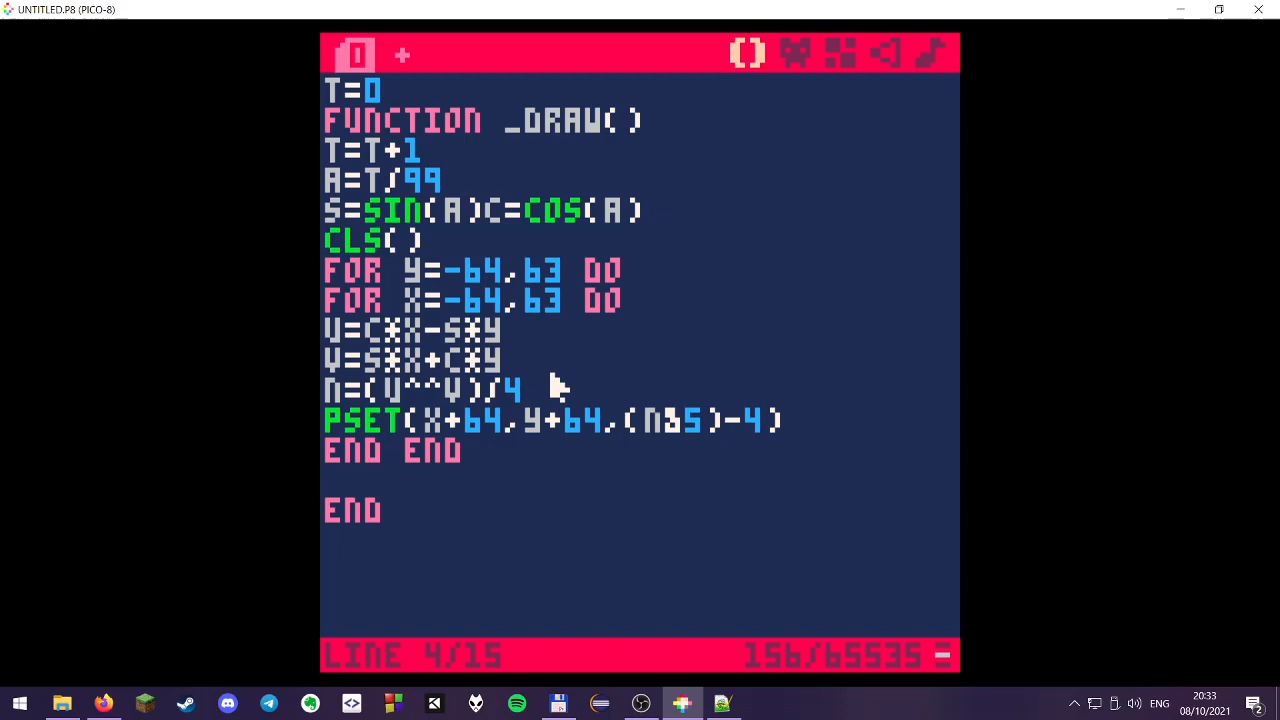 UNTITLED.P8 (PICO-8)
0 +
T=0
FUNCTION _DRAW()
T=T+1
A=T/99
S=SIN(A)C=COS(A)
CLS()
FOR Y=-64,63 DO
FOR X=-64,63 DO
U=C*X-S*Y
V=S*X+C*Y
N=(U^^V)/4
PSET(X+64,Y+64,(N%5)-4)
END END
END
LINE 4/15 156/65535
ENG 20:33
08/10/2021 2